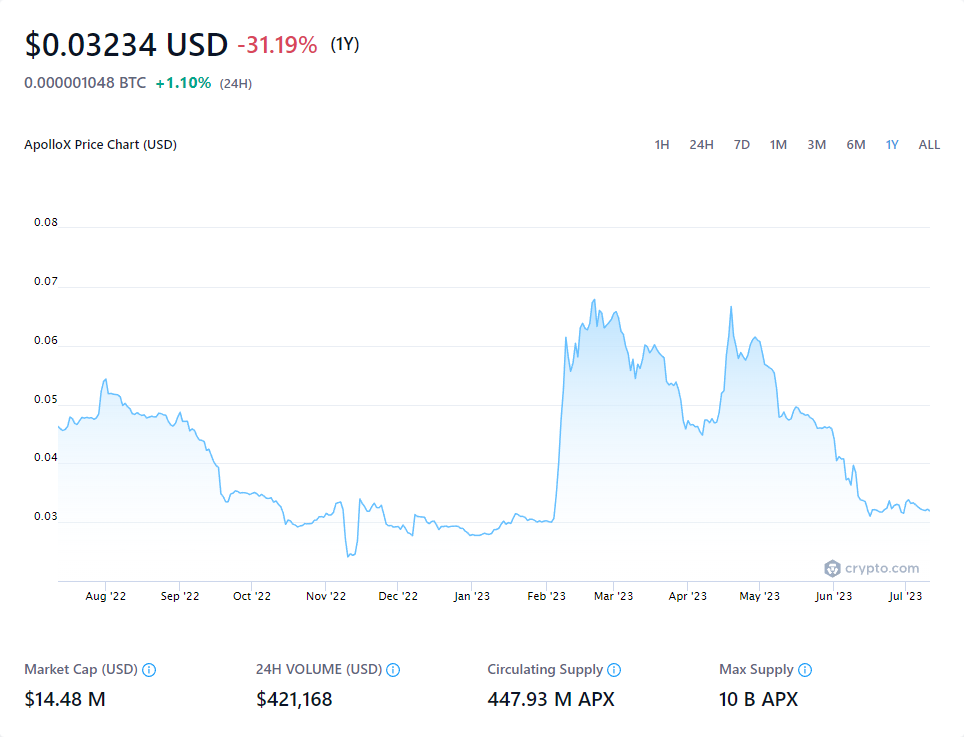 $0.03234 USD -31.19% (1Y)
0.000001048 BTC +1.10% (24H)
ApolloX Price Chart (USD)
1H 24H 7D 1M 3M 6M 1Y ALL
0.08
0.07
0.06
0.05
0.04
0.03
crypto.com
Aug '22 Sep '22 Oct '22 Nov '22 Dec '22 Jan '23 Feb '23 Mar '23 Apr '23 May '23 Jun '23 Jul '23
Market Cap (USD) 24H VOLUME (USD) Circulating Supply Max Supply
$14.48 M $421,168 447.93 M APX 10 B APX